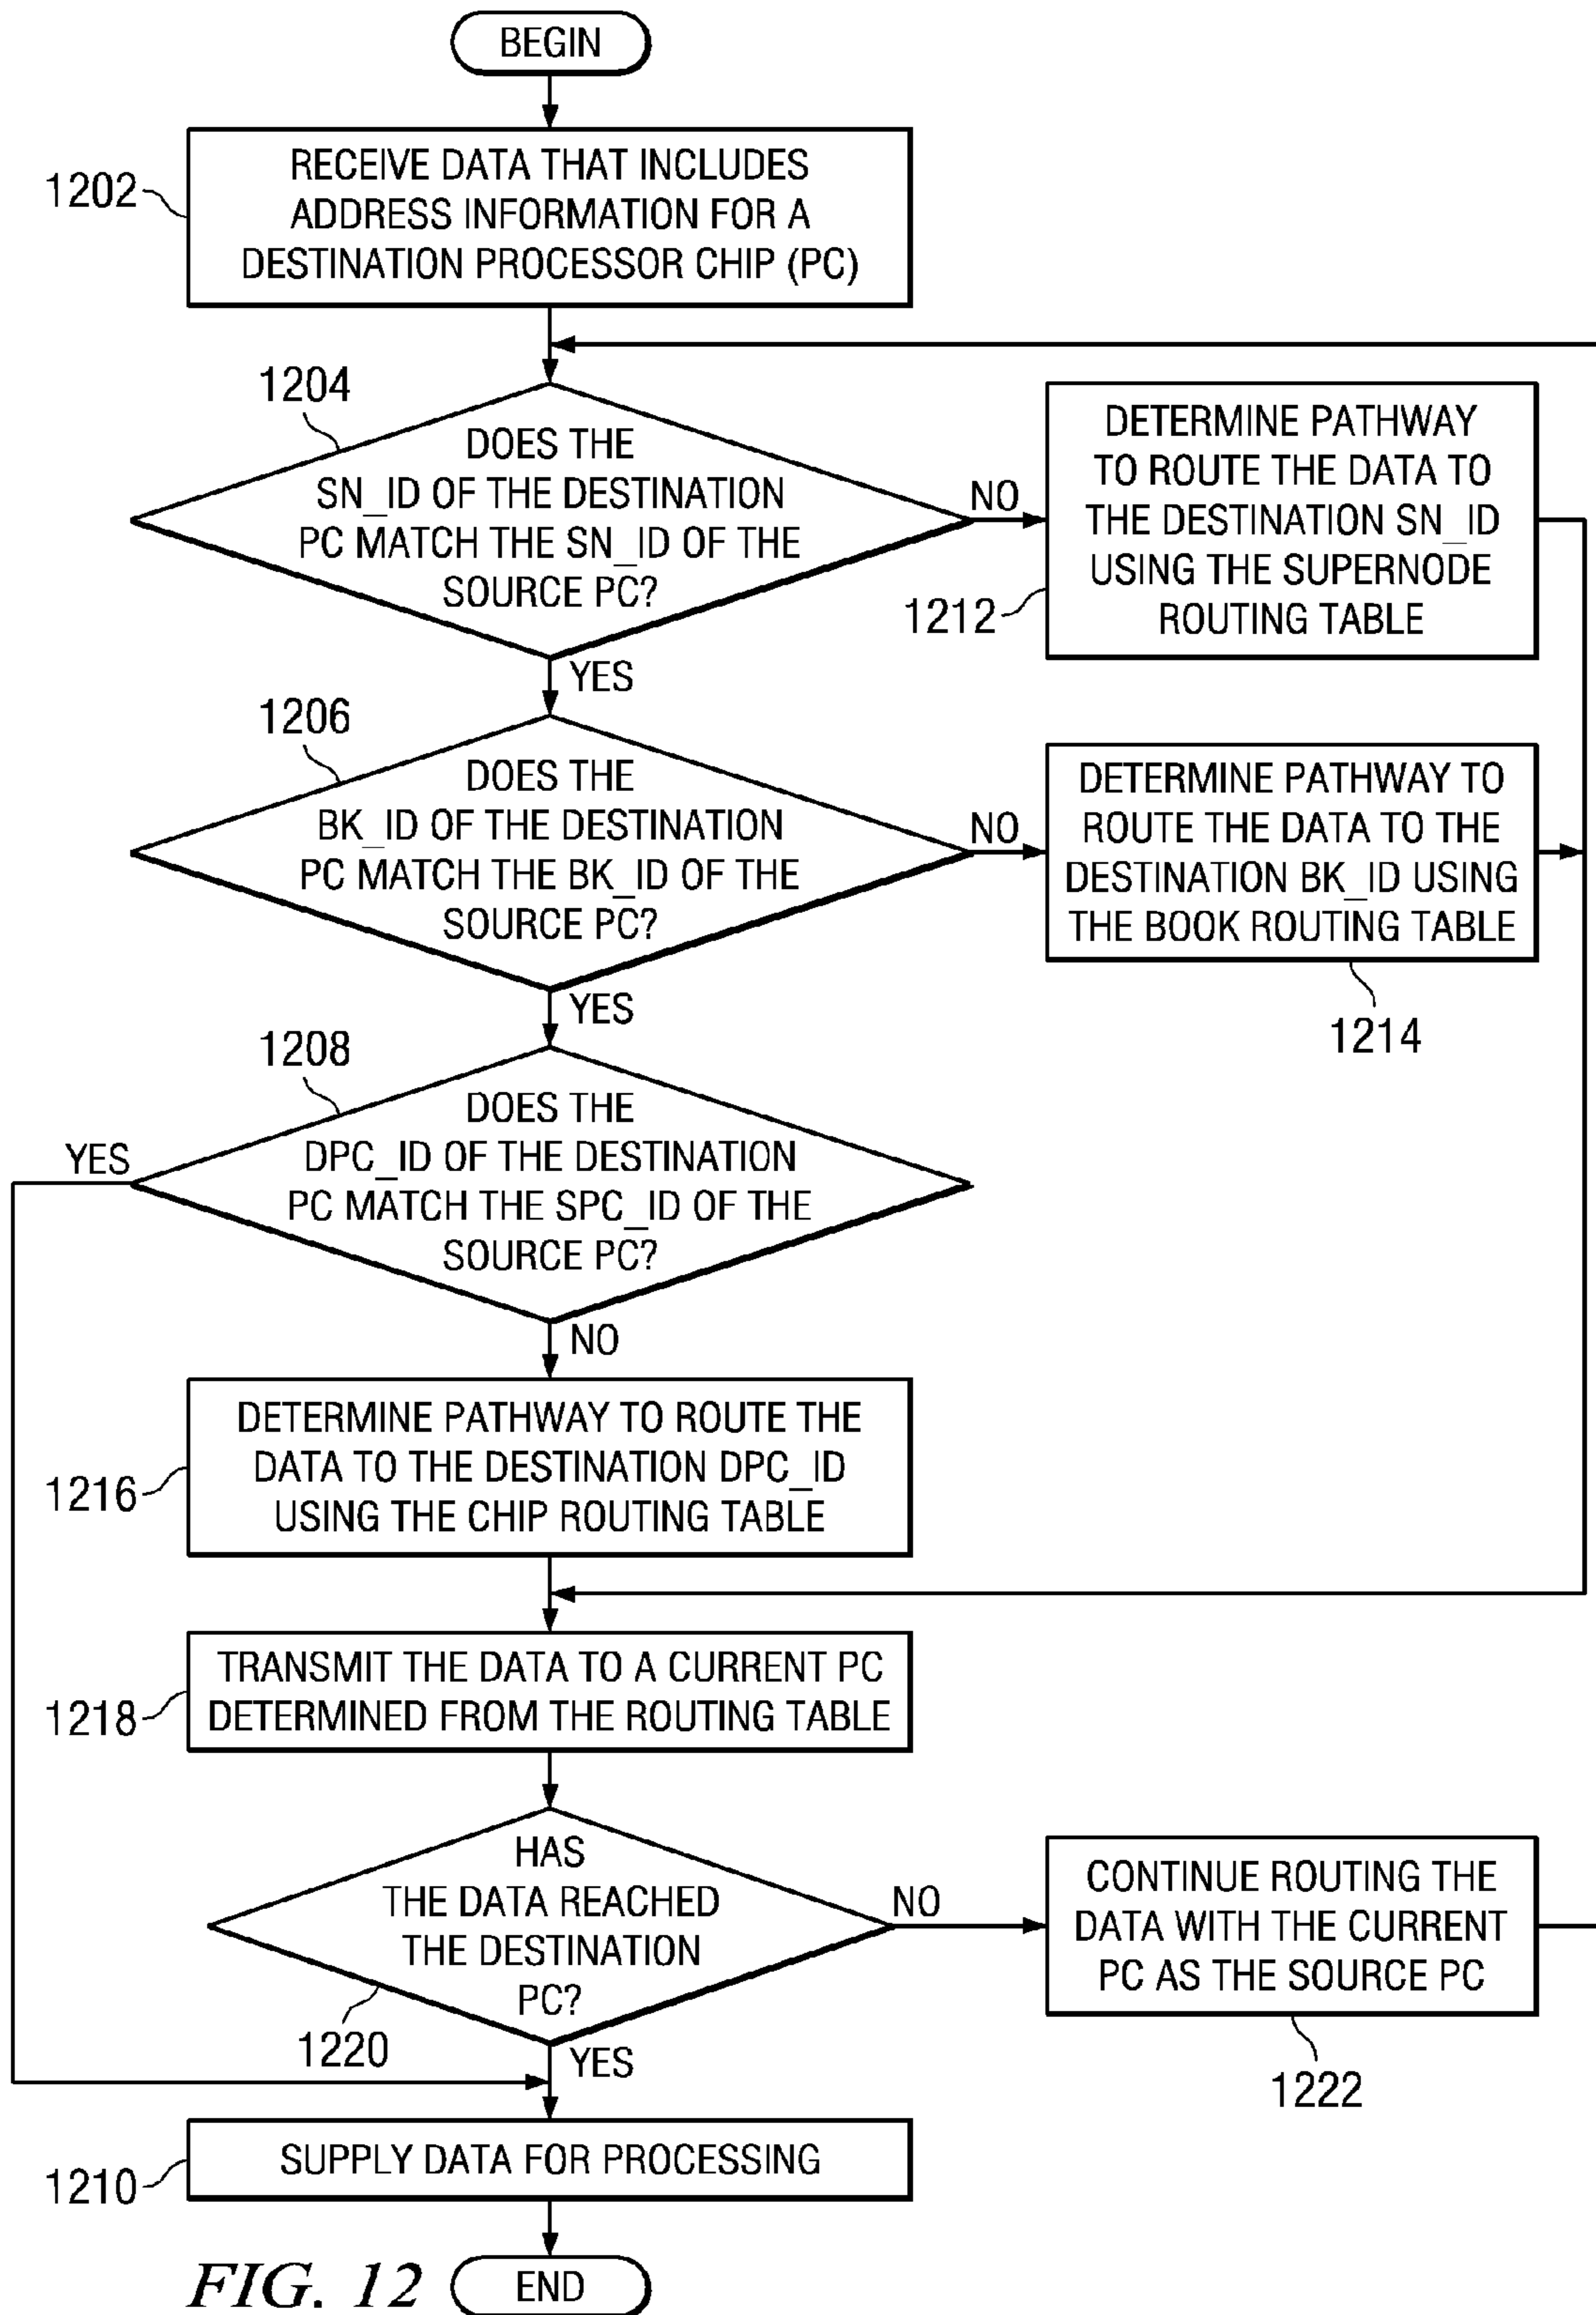 BEGIN
1202
RECEIVE DATA THAT INCLUDES
ADDRESS INFORMATION FOR A
DESTINATION PROCESSOR CHIP (PC)
1204
DOES THE
SN_ID OF THE DESTINATION
PC MATCH THE SN_ID OF THE
SOURCE PC?
NO
DETERMINE PATHWAY
TO ROUTE THE DATA TO
THE DESTINATION SN_ID
USING THE SUPERNODE
ROUTING TABLE
1212
YES
1206
DOES THE
BK_ID OF THE DESTINATION
PC MATCH THE BK_ID OF THE
SOURCE PC?
NO
DETERMINE PATHWAY TO
ROUTE THE DATA TO THE
DESTINATION BK_ID USING
THE BOOK ROUTING TABLE
1214
YES
1208
DOES THE
DPC_ID OF THE DESTINATION
PC MATCH THE SPC_ID OF THE
SOURCE PC?
YES
NO
1216
DETERMINE PATHWAY TO ROUTE THE
DATA TO THE DESTINATION DPC_ID
USING THE CHIP ROUTING TABLE
1218
TRANSMIT THE DATA TO A CURRENT PC
DETERMINED FROM THE ROUTING TABLE
HAS
THE DATA REACHED
THE DESTINATION
PC?
1220
NO
CONTINUE ROUTING THE
DATA WITH THE CURRENT
PC AS THE SOURCE PC
1222
YES
1210
SUPPLY DATA FOR PROCESSING
END
FIG. 12